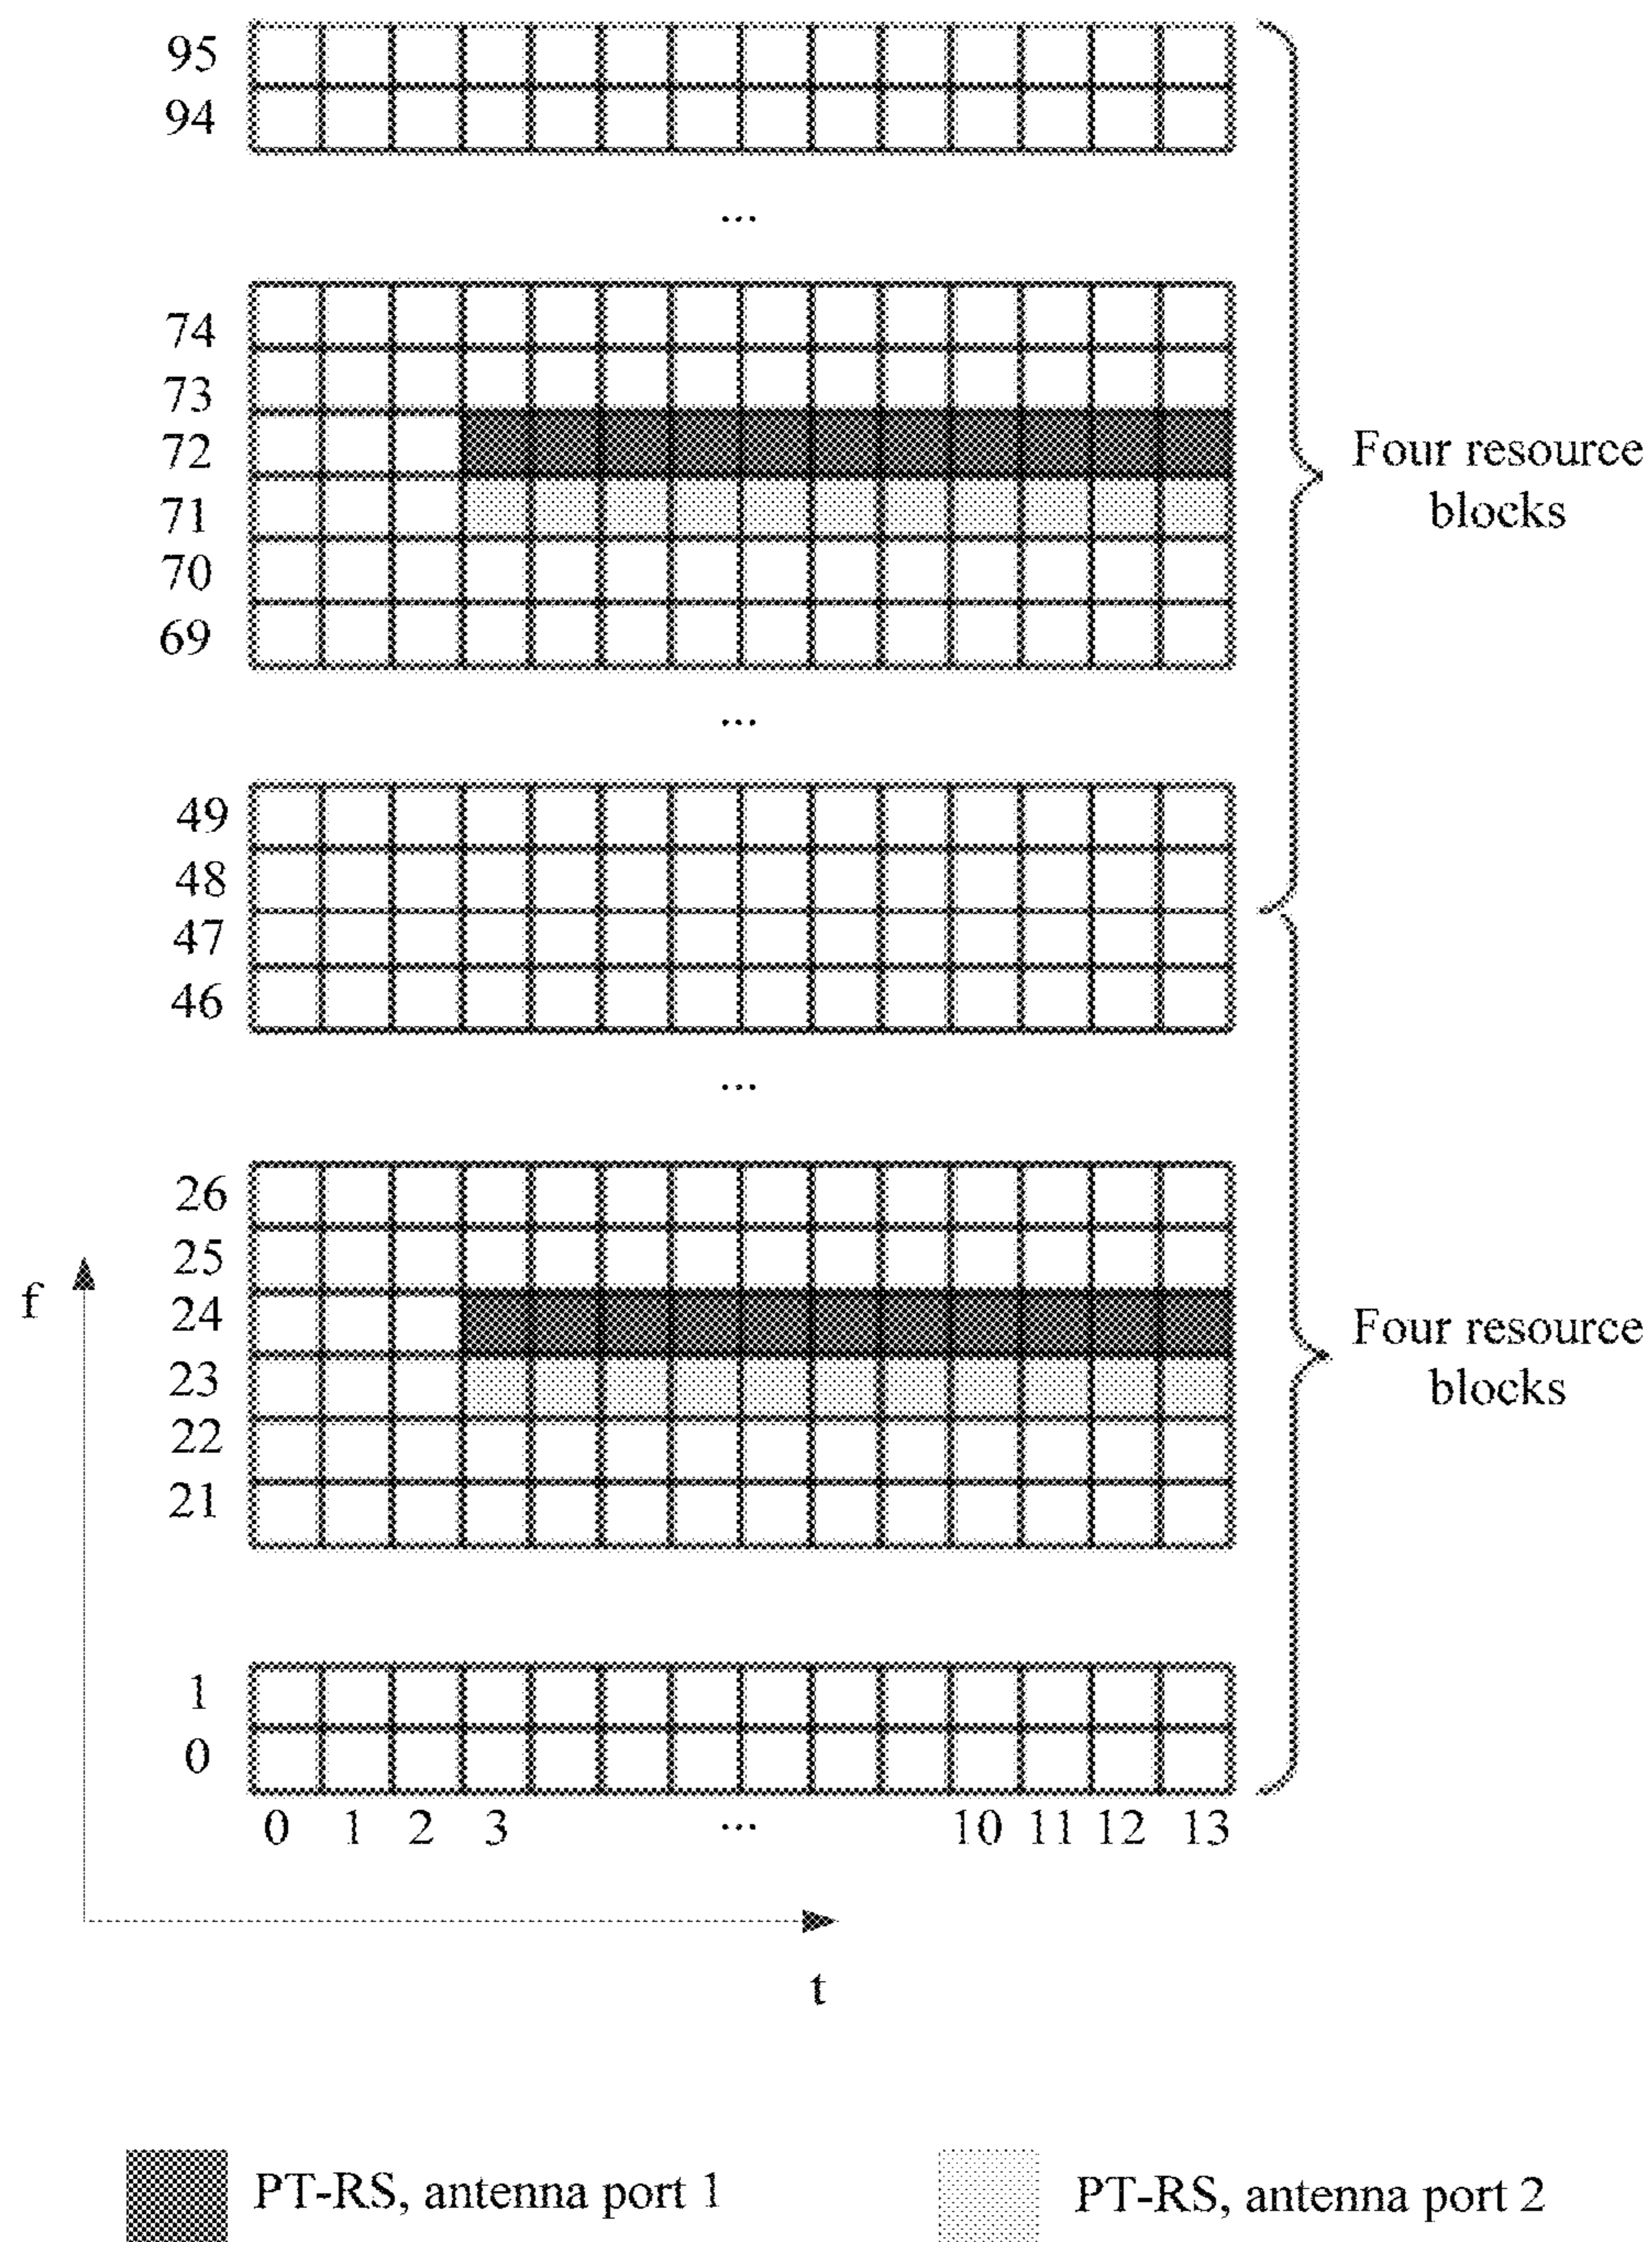 95
94
...
74
73
72
71
70
69
Four resource
blocks
...
49
48
47
46
...
26
25
24
23
22
21
f
Four resource
blocks
1
0
0 1 2 3 ... 10 11 12 13
t
PT-RS, antenna port 1
PT-RS, antenna port 2